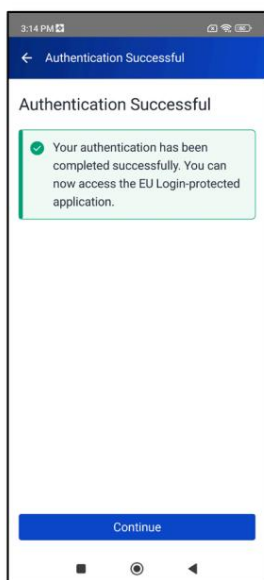 3:14 PM
Authentication Successful
Authentication Successful
Your authentication has been
completed successfully. You can
now access the EU Login-protected
application.
Continue